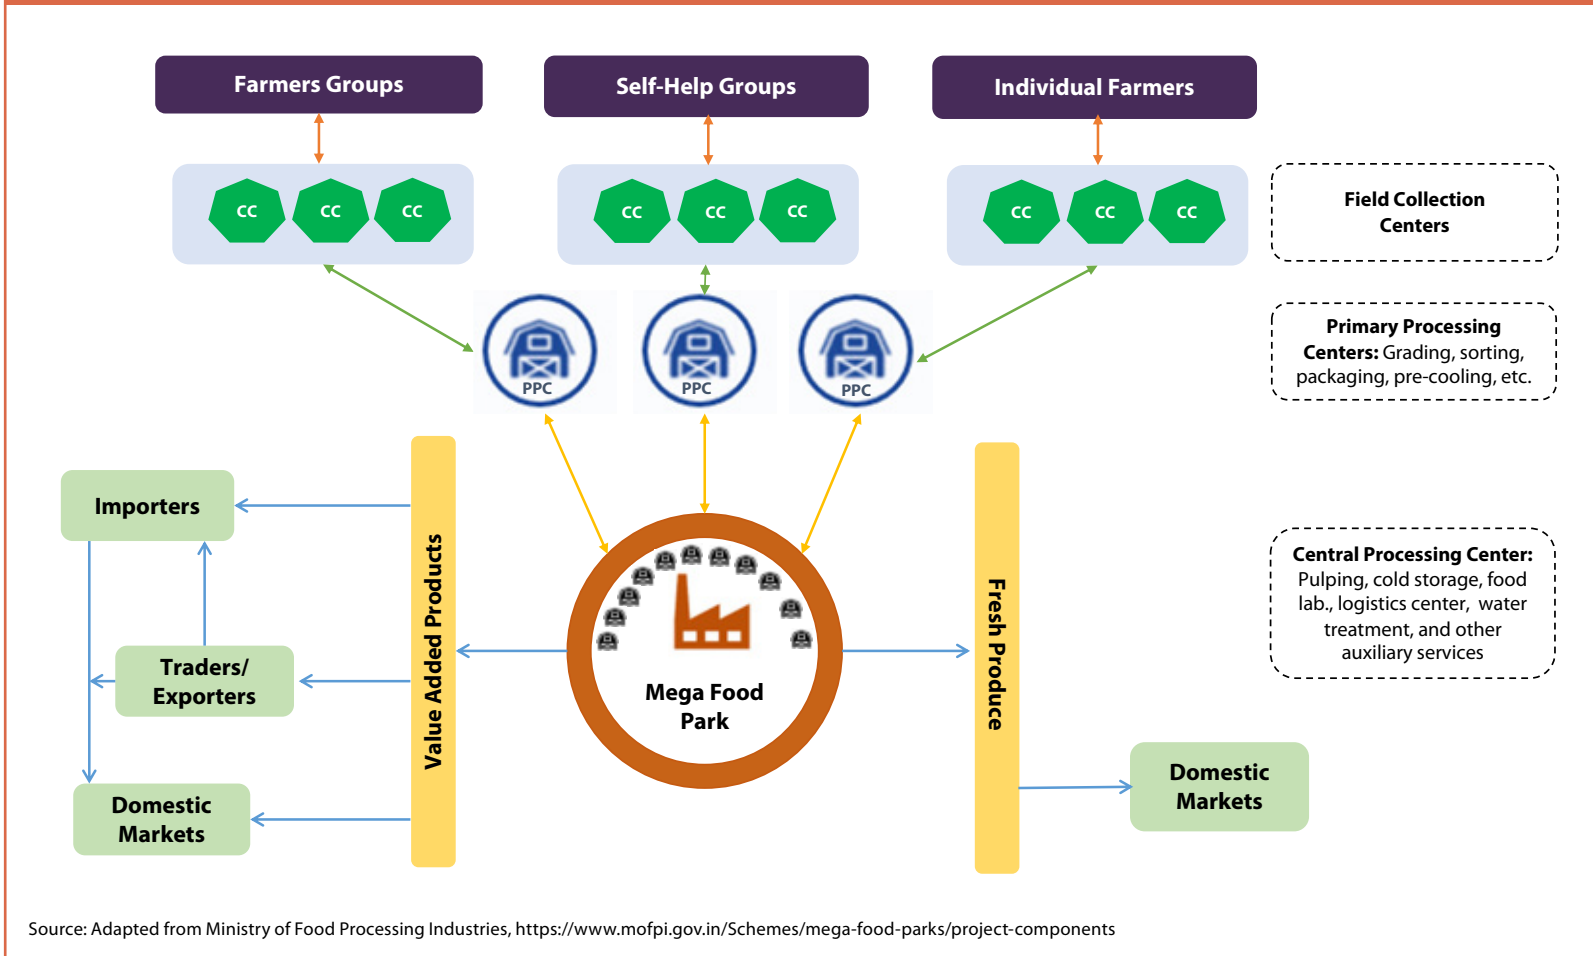 Farmers Groups
Self-Help Groups
Individual Farmers
CC
CC
CC
CC
CC
CC
CC
CC
CC
Field Collection
Centers
PPC
PPC
PPC
Primary Processing
Centers: Grading, sorting,
packaging, pre-cooling, etc.
Importers
Traders/
Exporters
Domestic
Markets
Value Added Products
Mega Food
Park
Fresh Produce
Domestic
Markets
Central Processing Center:
Pulping, cold storage, food
lab., logistics center, water
treatment, and other
auxiliary services
Source: Adapted from Ministry of Food Processing Industries, https://www.mofpi.gov.in/Schemes/mega-food-parks/project-components